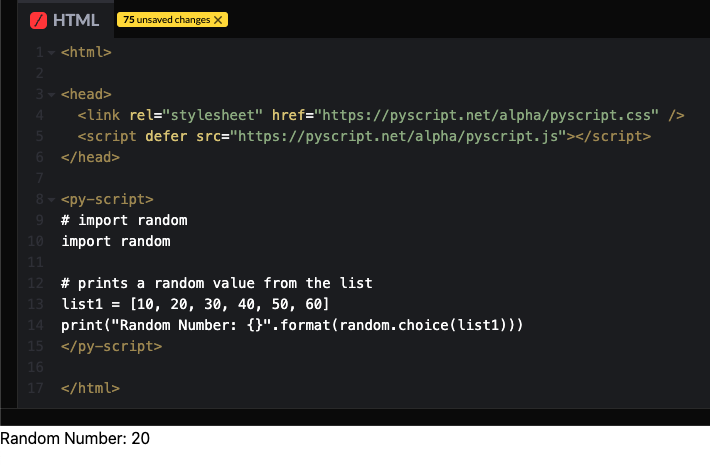 HTML 75 unsaved changes ✕
1 <html>
2
3 <head>
4   <link rel="stylesheet" href="https://pyscript.net/alpha/pyscript.css" />
5   <script defer src="https://pyscript.net/alpha/pyscript.js"></script>
6 </head>
7
8 <py-script>
9 # import random
10 import random
11
12 # prints a random value from the list
13 list1 = [10, 20, 30, 40, 50, 60]
14 print("Random Number: {}".format(random.choice(list1)))
15 </py-script>
16
17 </html>
Random Number: 20